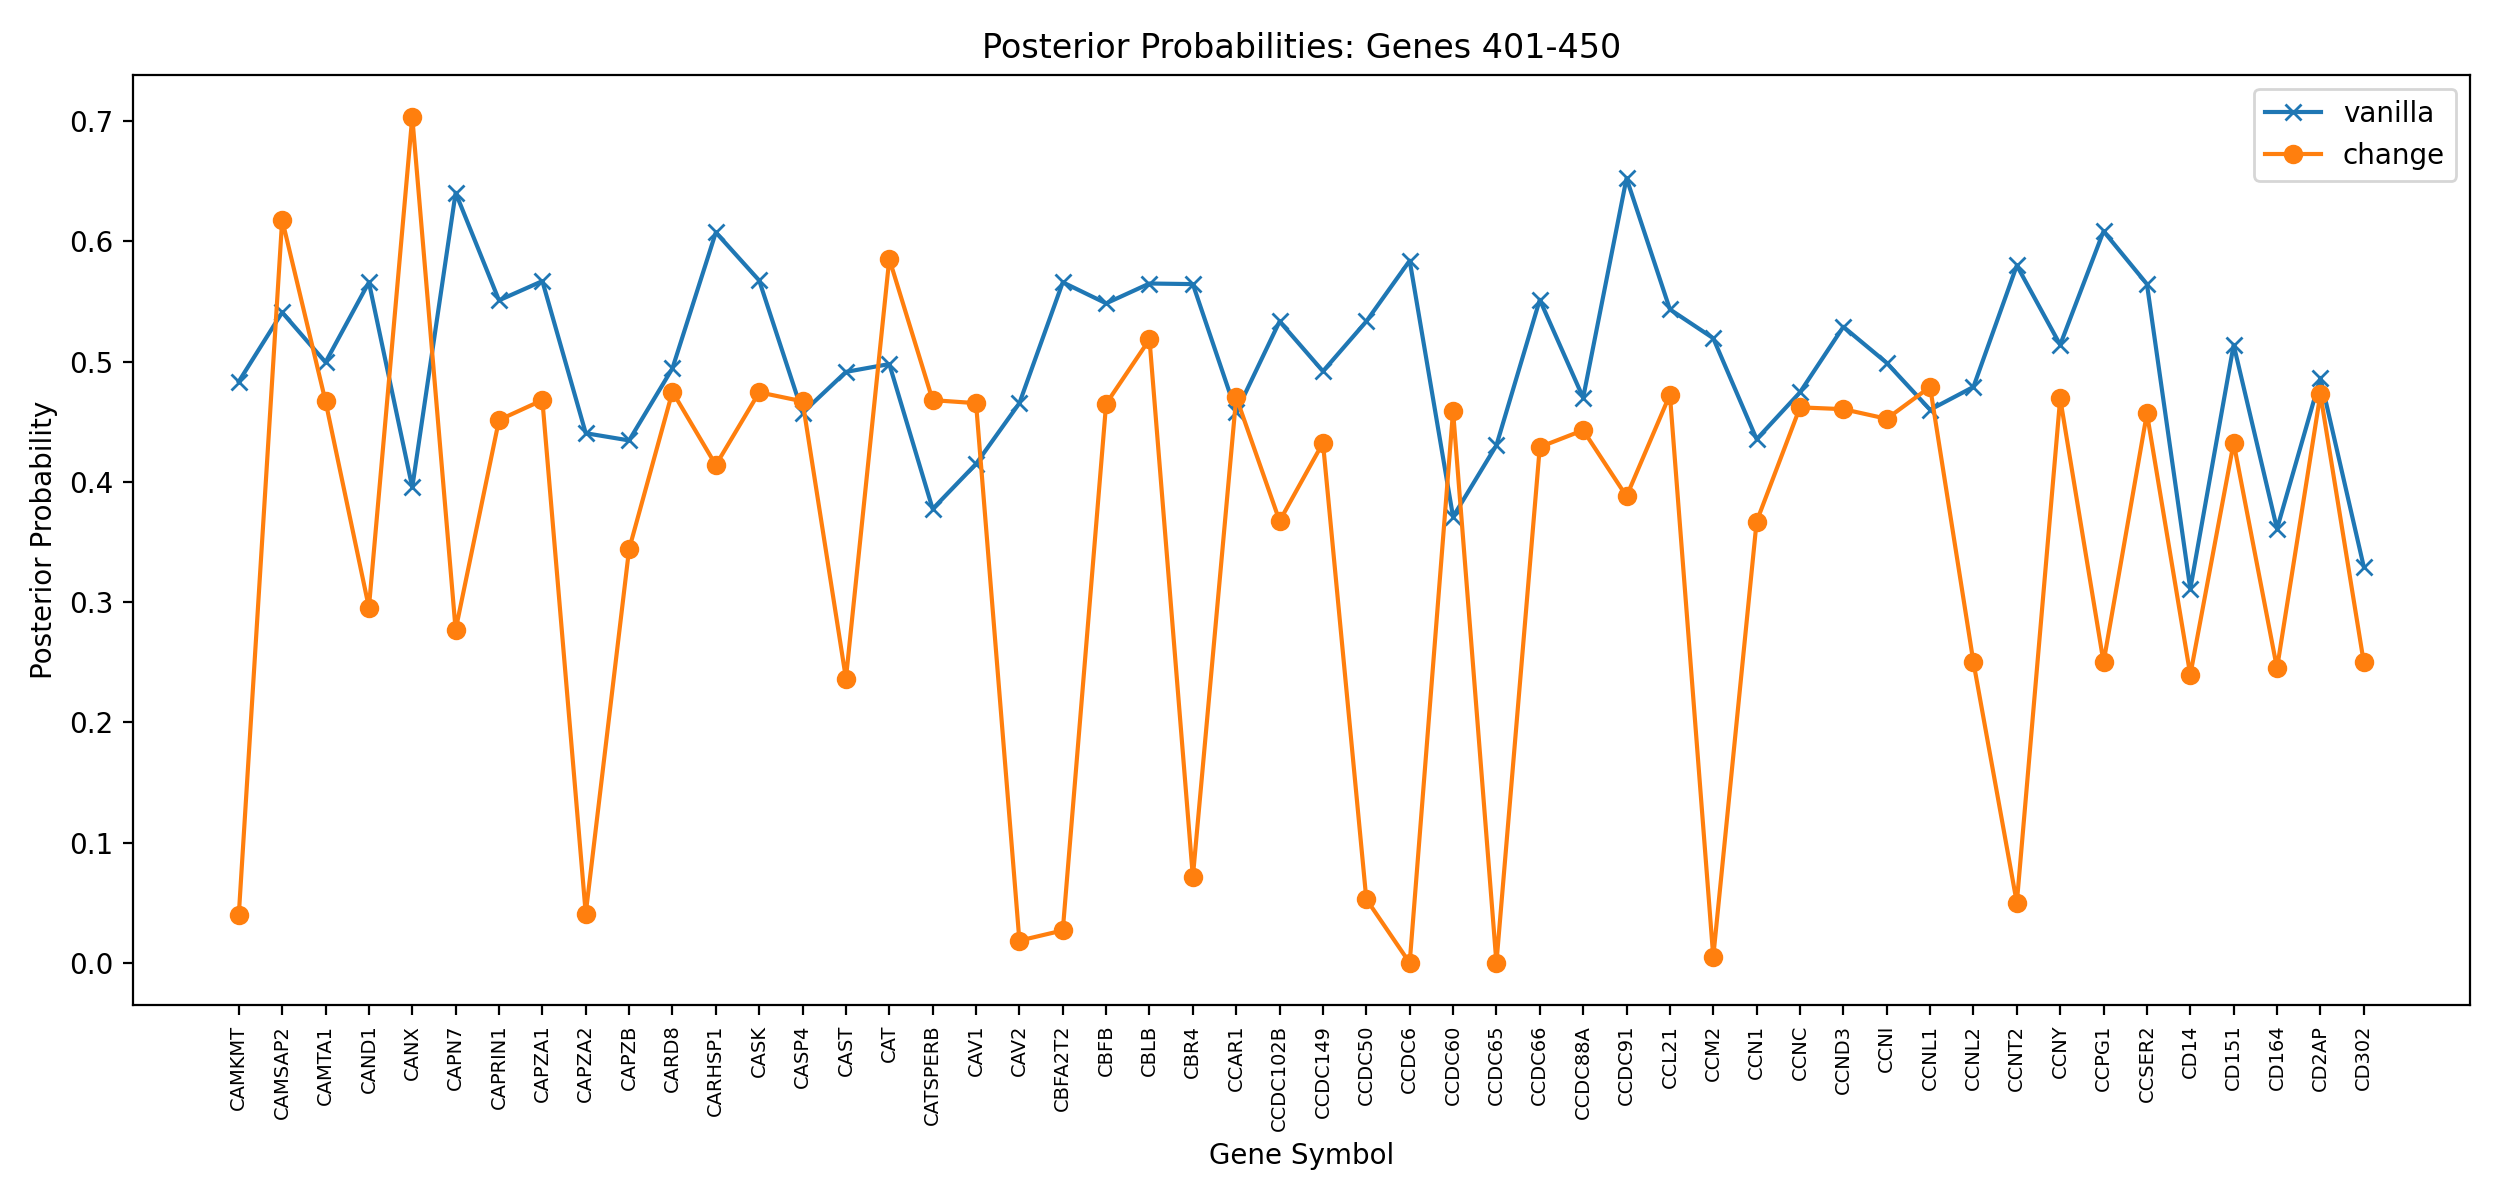 Posterior Probabilities: Genes 401-450
vanilla
change
Posterior Probability
0.7
0.6
0.5
0.4
0.3
0.2
0.1
0.0
CAMKMT
CAMSAP2
CAMTA1
CAND1
CANX
CAPN7
CAPRIN1
CAPZA1
CAPZA2
CAPZB
CARD8
CARHSP1
CASK
CASP4
CAST
CAT
CATSPERB
CAV1
CAV2
CBFA2T2
CBFB
CBLB
CBR4
CCAR1
CCDC102B
CCDC149
CCDC50
CCDC6
CCDC60
CCDC65
CCDC66
CCDC88A
CCDC91
CCL21
CCM2
CCN1
CCNC
CCND3
CCNI
CCNL1
CCNL2
CCNT2
CCNY
CCPG1
CCSER2
CD14
CD151
CD164
CD2AP
CD302
Gene Symbol